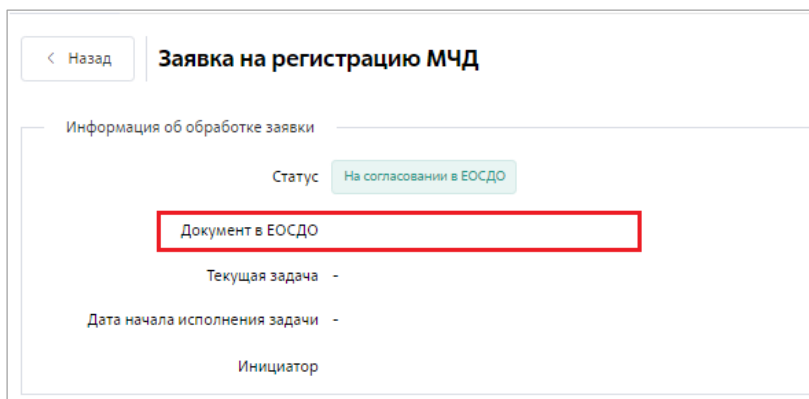 < Назад Заявка на регистрацию МЧД
Информация об обработке заявки
Статус На согласовании в ЕОСДО
Документ в ЕОСДО
Текущая задача -
Дата начала исполнения задачи -
Инициатор